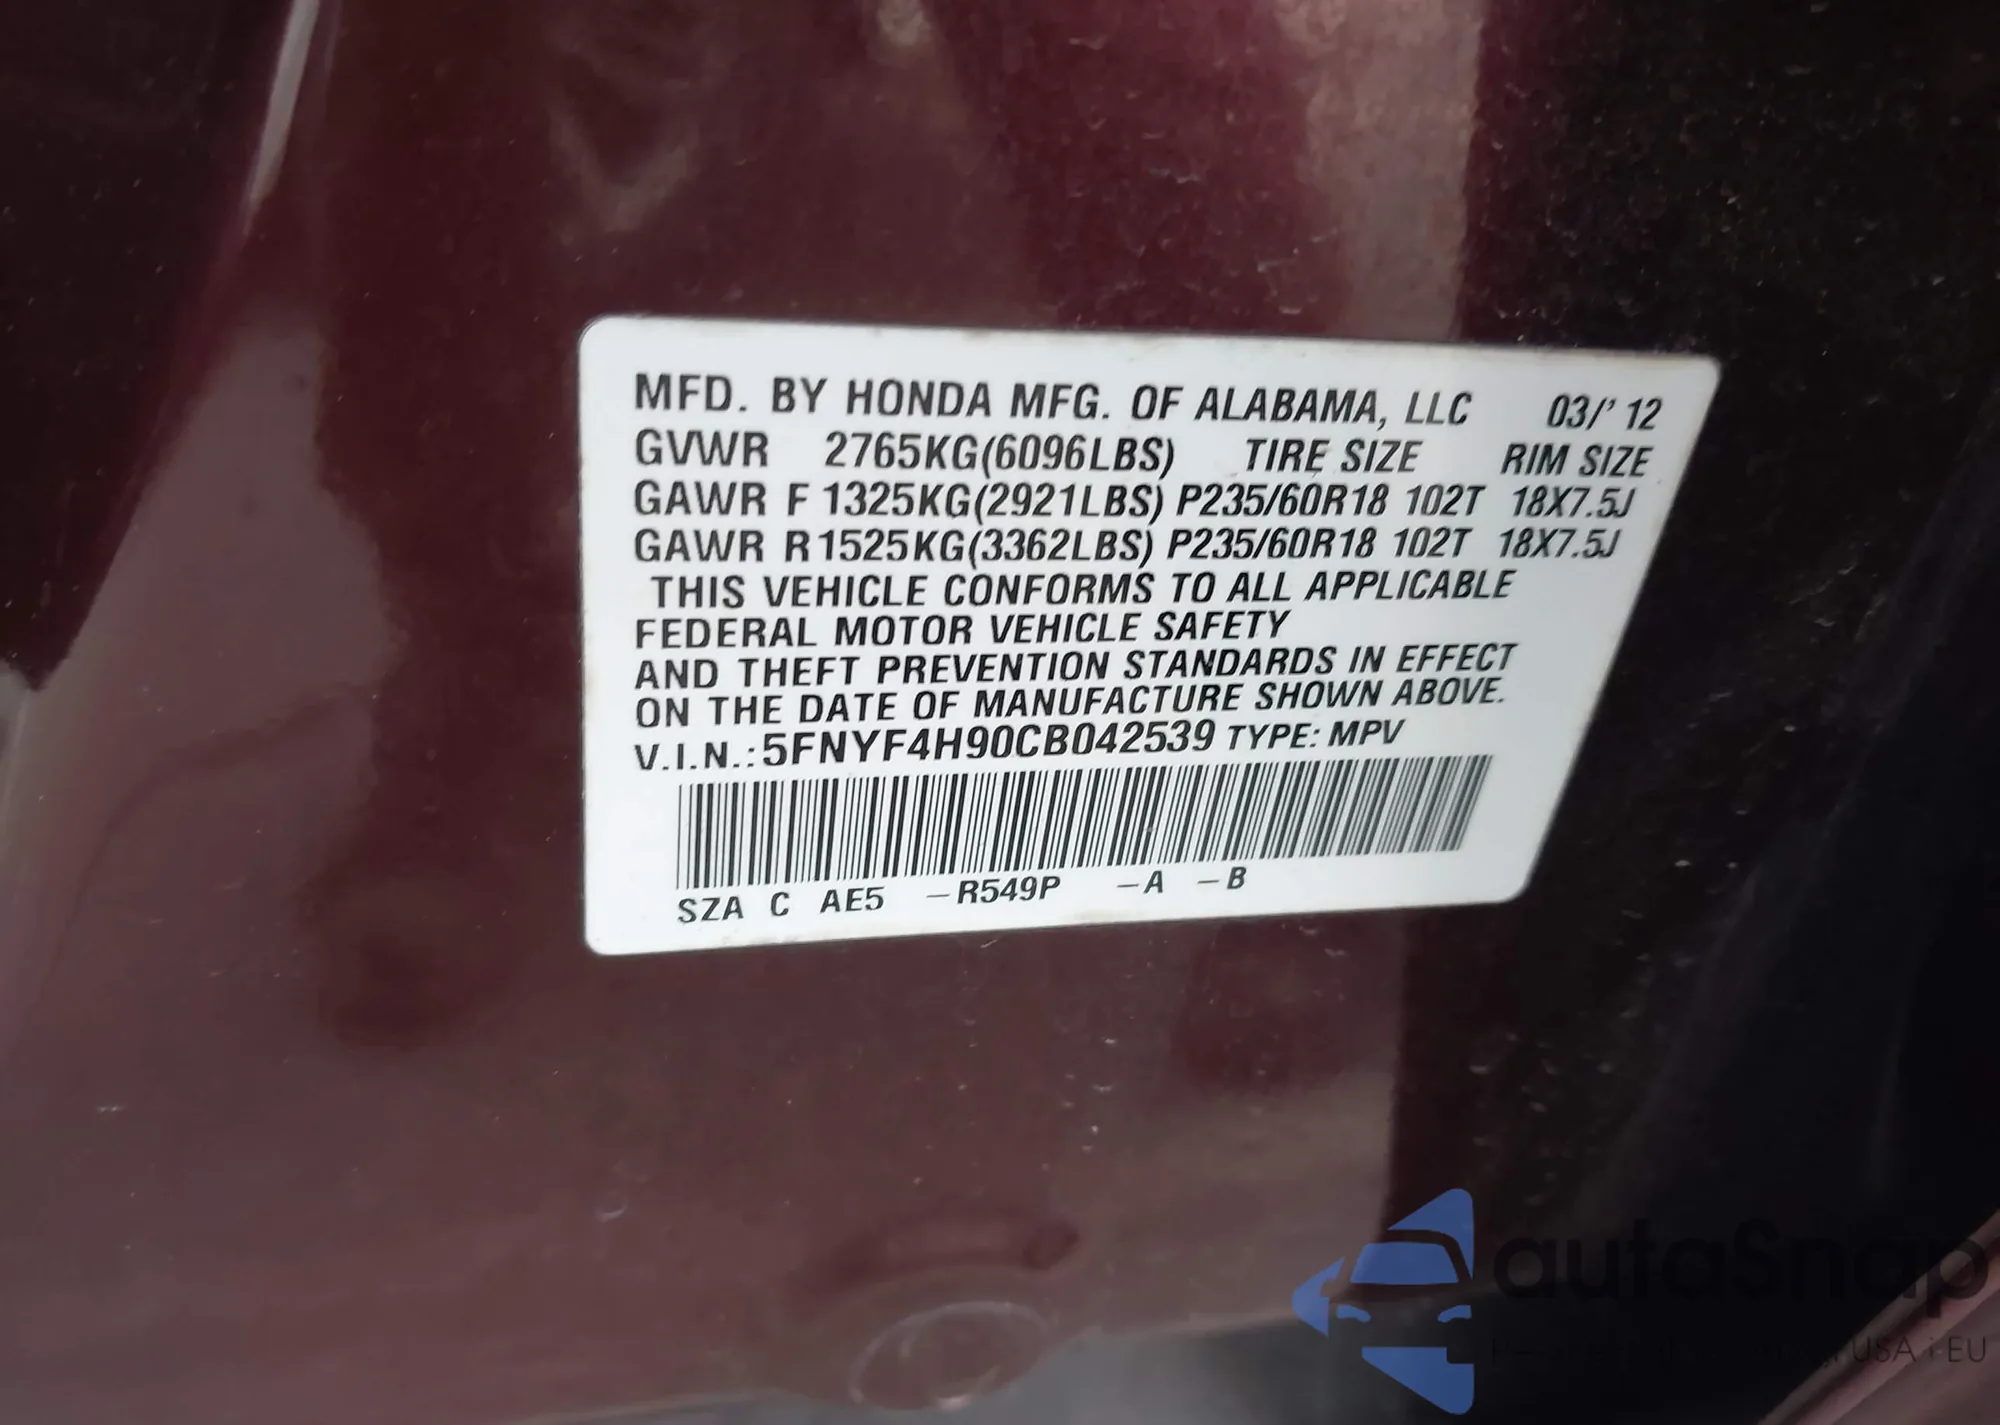 MFD. BY HONDA MFG. OF ALABAMA, LLC 03/' 12
GVWR 2765KG(6096LBS) TIRE SIZE RIM SIZE
GAWR F 1325KG(2921LBS) P235/60R18 102T 18X7.5J
GAWR R 1525KG(3362LBS) P235/60R18 102T 18X7.5J
THIS VEHICLE CONFORMS TO ALL APPLICABLE
FEDERAL MOTOR VEHICLE SAFETY
AND THEFT PREVENTION STANDARDS IN EFFECT
ON THE DATE OF MANUFACTURE SHOWN ABOVE.
V.I.N.: 5FNYF4H90CB042539 TYPE: MPV
SZA C AE5 -R549P -A -B
autoSnap
USA i EU